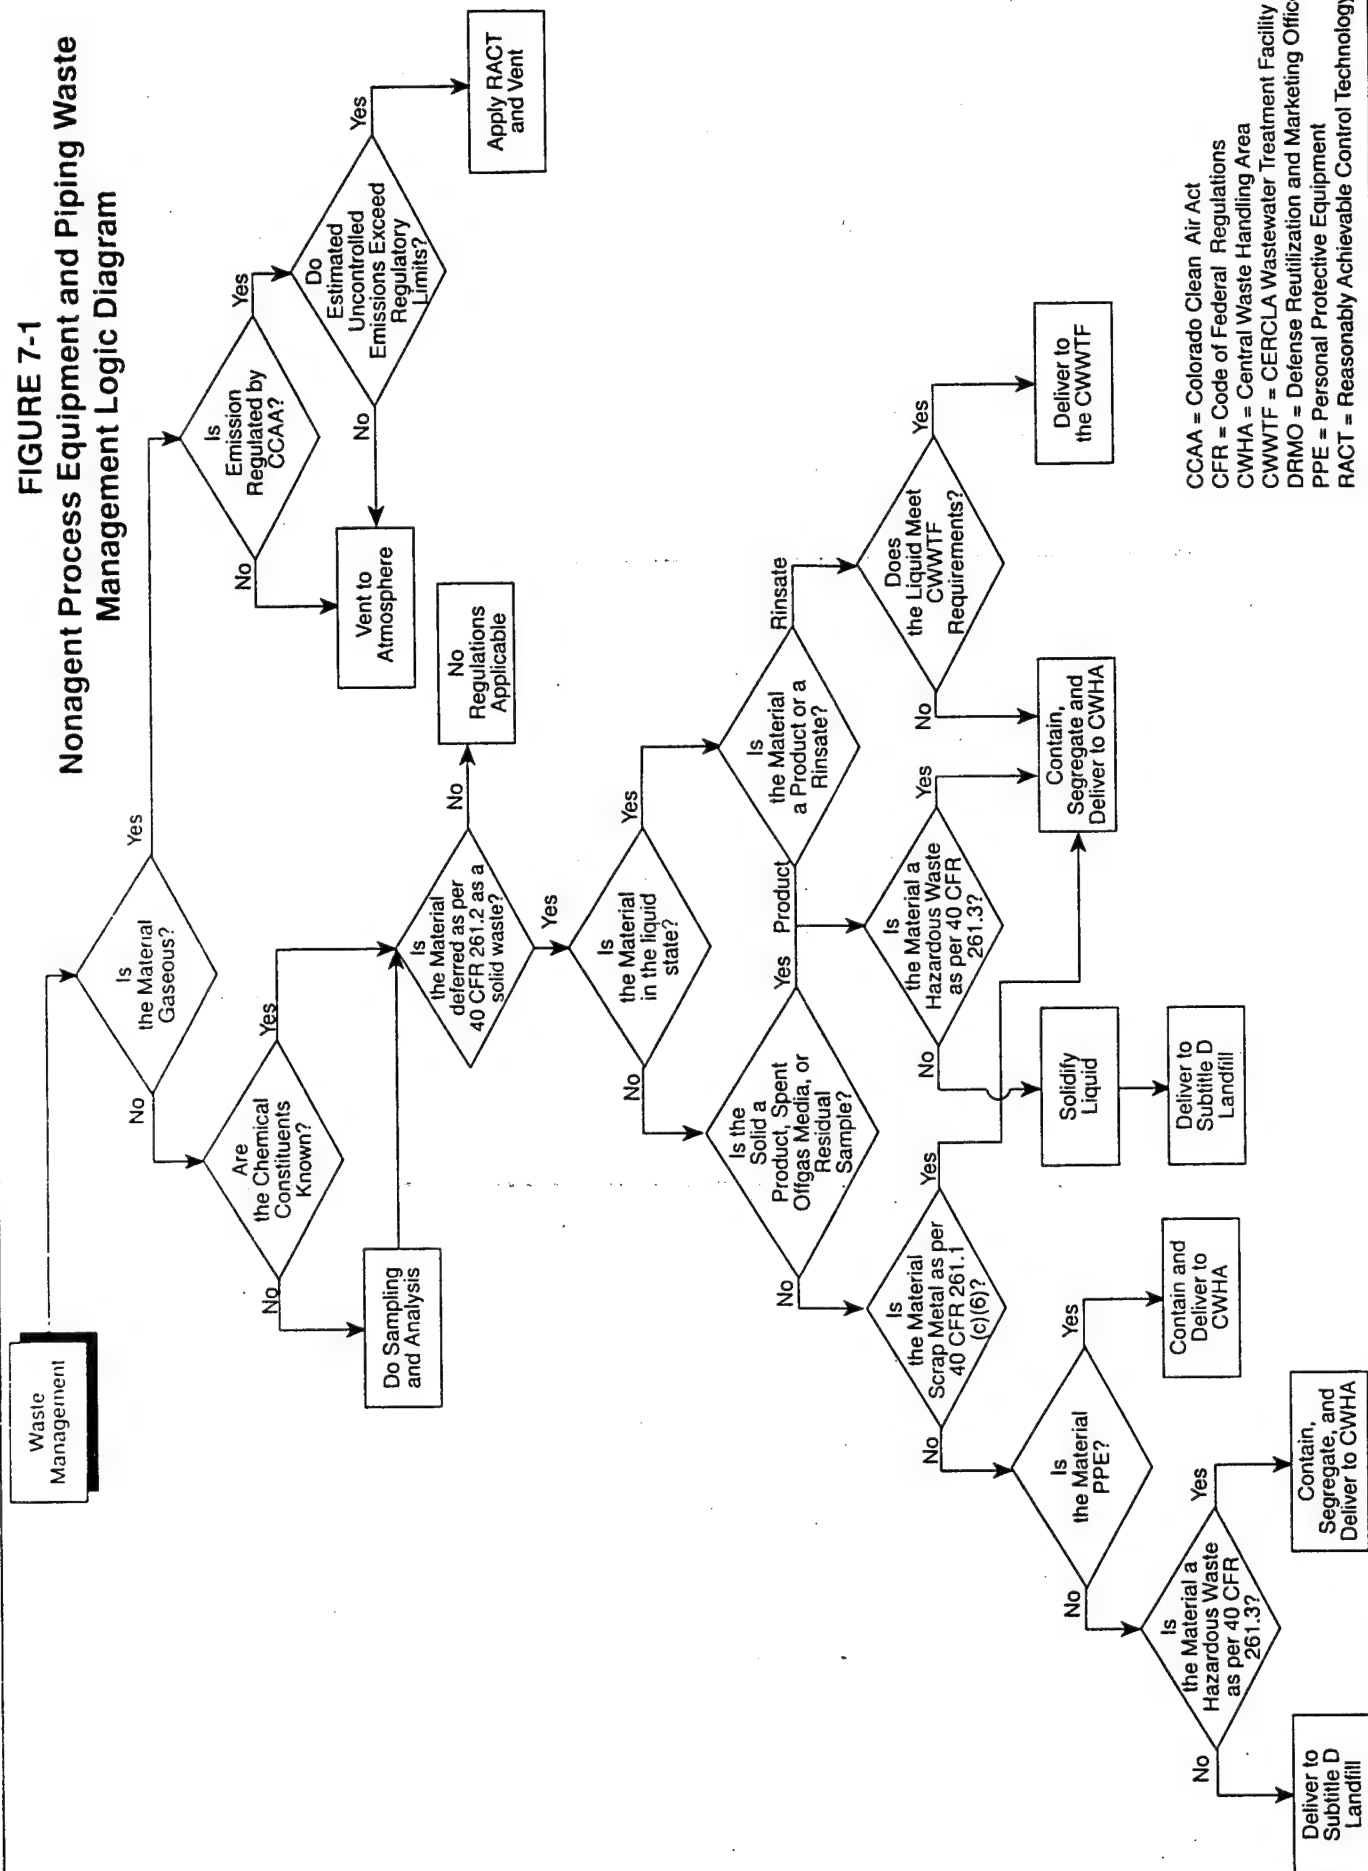 FIGURE 7-1
Nonagent Process Equipment and Piping Waste
Management Logic Diagram
Waste
Management
Is
the Material
Gaseous?
Yes
No
Is
Emission
Regulated by
CCAA?
Yes
No
Do
Estimated
Uncontrolled
Emissions Exceed
Regulatory
Limits?
Yes
No
Apply RACT
and Vent
Vent to
Atmosphere
Are
the Chemical
Constituents
Known?
Yes
No
Do Sampling
and Analysis
Is
the Material
deferred as per
40 CFR 261.2 as a
solid waste?
No
Yes
No
Regulations
Applicable
Is
the Material
in the liquid
state?
Yes
No
Is
the Material
a Product or a
Rinsate?
Rinsate
Product
Is the
Solid a
Product, Spent
Offgas Media, or
Residual
Sample?
Yes
No
Does
the Liquid Meet
CWWTF
Requirements?
Yes
No
Deliver to
the CWWTF
Is
the Material a
Hazardous Waste
as per 40 CFR
261.3?
Yes
No
Contain,
Segregate and
Deliver to CWHA
Solidify
Liquid
Deliver to
Subtitle D
Landfill
Is
the Material
Scrap Metal as per
40 CFR 261.1
(c)(6)?
Yes
No
Is
the Material
PPE?
Yes
No
Contain and
Deliver to
CWHA
Is
the Material a
Hazardous Waste
as per 40 CFR
261.3?
Yes
No
Contain,
Segregate, and
Deliver to CWHA
Deliver to
Subtitle D
Landfill
CCAA = Colorado Clean Air Act
CFR = Code of Federal Regulations
CWHA = Central Waste Handling Area
CWWTF = CERCLA Wastewater Treatment Facility
DRMO = Defense Reutilization and Marketing Offic
PPE = Personal Protective Equipment
RACT = Reasonably Achievable Control Technology